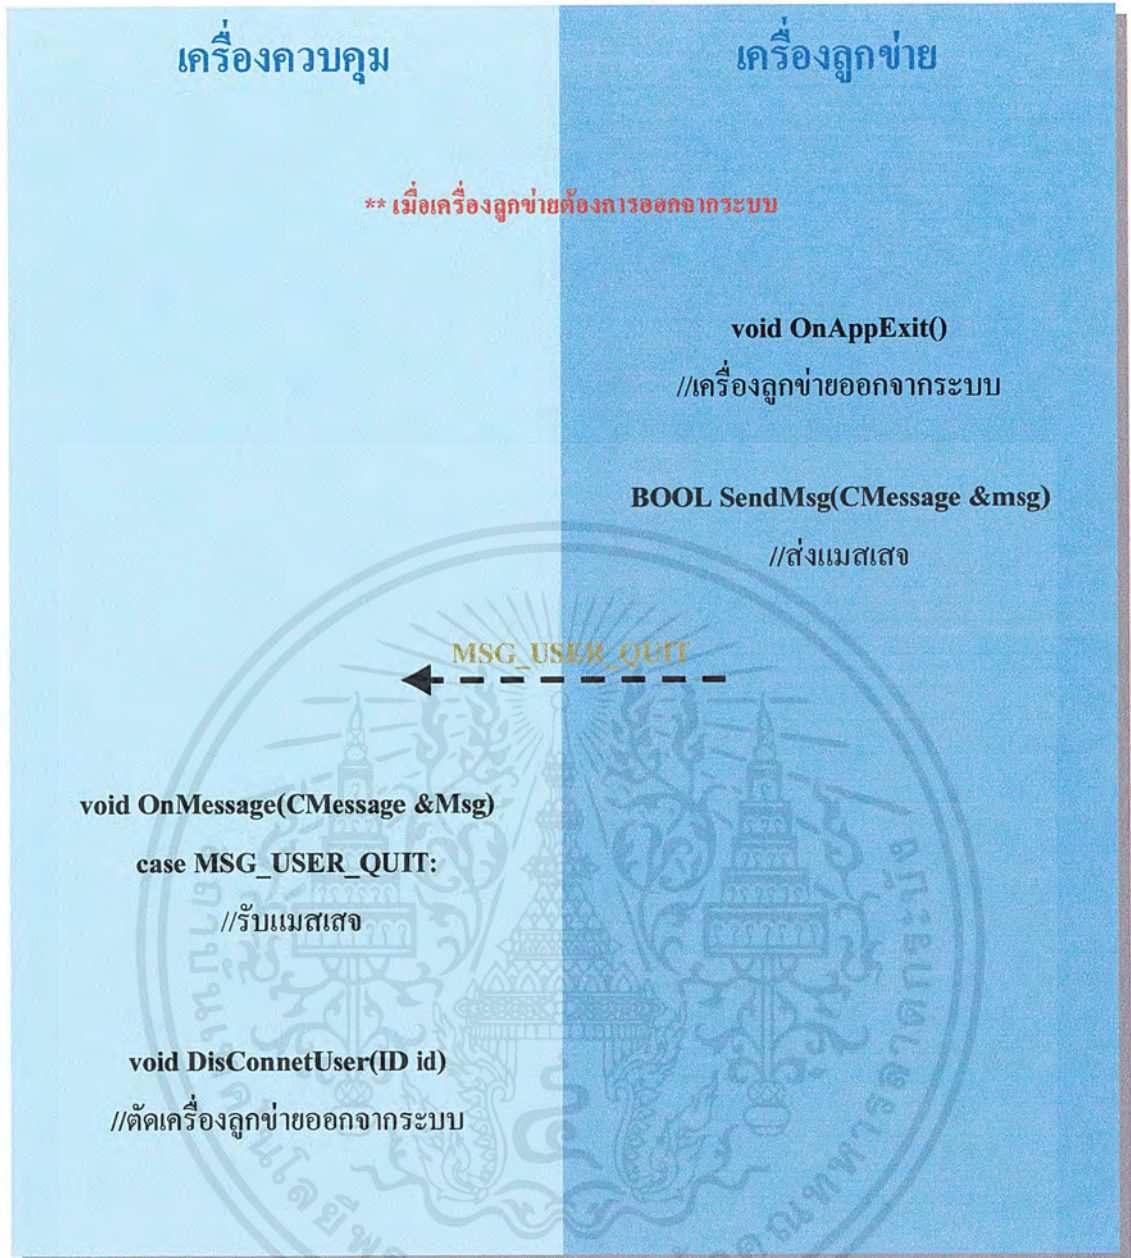 เครื่องควบคุม
เครื่องลูกข่าย
** เมื่อเครื่องลูกข่ายต้องการออกจากระบบ
void OnAppExit()
//เครื่องลูกข่ายออกจากระบบ
BOOL SendMsg(CMessage &msg)
//ส่งแมสเสจ
MSG_USER_QUIT
void OnMessage(CMessage &Msg)
case MSG_USER_QUIT:
//รับแมสเสจ
void DisConnetUser(ID id)
//ตัดเครื่องลูกข่ายออกจากระบบ